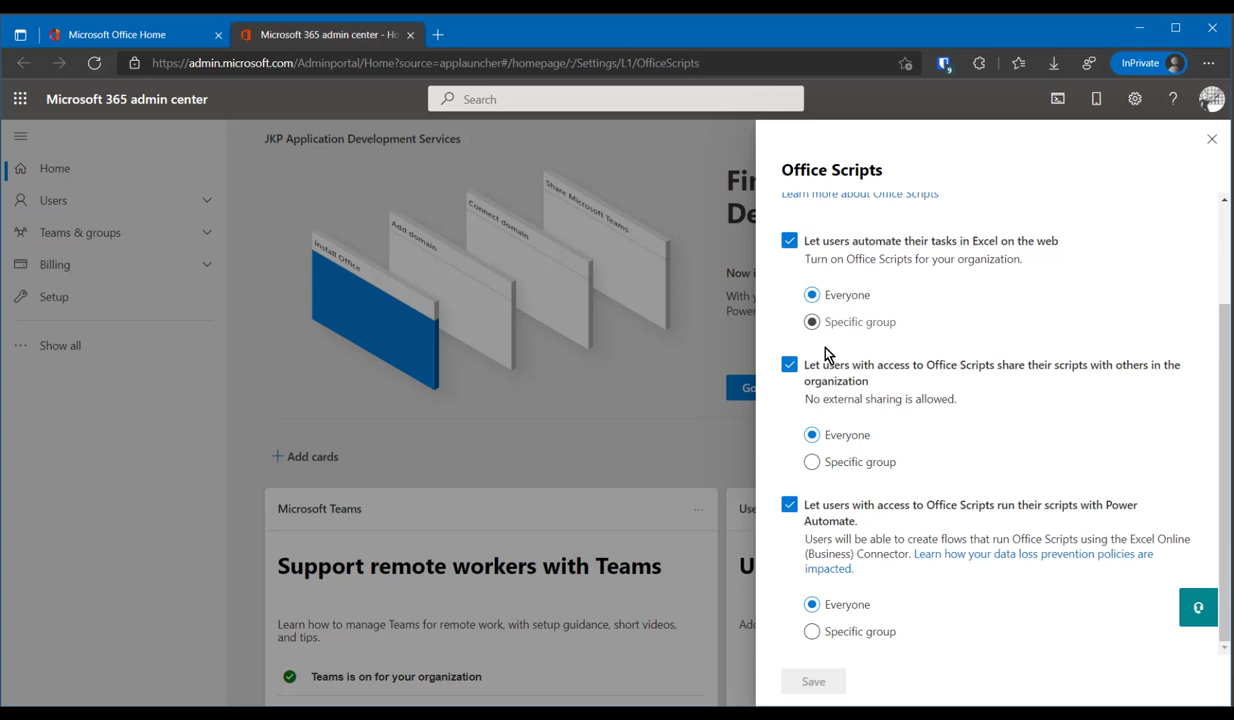 Microsoft Office Home
Microsoft 365 admin center - Ho
https://admin.microsoft.com/Adminportal/Home?source=applauncher#/homepage/:/Settings/L1/OfficeScripts
9
InPrivate
Microsoft 365 admin center
Search
Home
Users
Teams & groups
Billing
Setup
Show all
JKP Application Development Services
Install Office
Add domain
Connect domain
Share Microsoft Teams
Fi
De
Now i
With y
Power
Go
Add cards
Microsoft Teams
Support remote workers with Teams
Learn how to manage Teams for remote work, with setup guidance, short videos,
and tips.
Teams is on for your organization
Use
U
Add
Office Scripts
Learn more about Office Scripts
Let users automate their tasks in Excel on the web
Turn on Office Scripts for your organization.
Everyone
Specific group
Let users with access to Office Scripts share their scripts with others in the
organization
No external sharing is allowed.
Everyone
Specific group
Let users with access to Office Scripts run their scripts with Power
Automate.
Users will be able to create flows that run Office Scripts using the Excel Online
(Business) Connector. Learn how your data loss prevention policies are
impacted.
Everyone
Specific group
Save